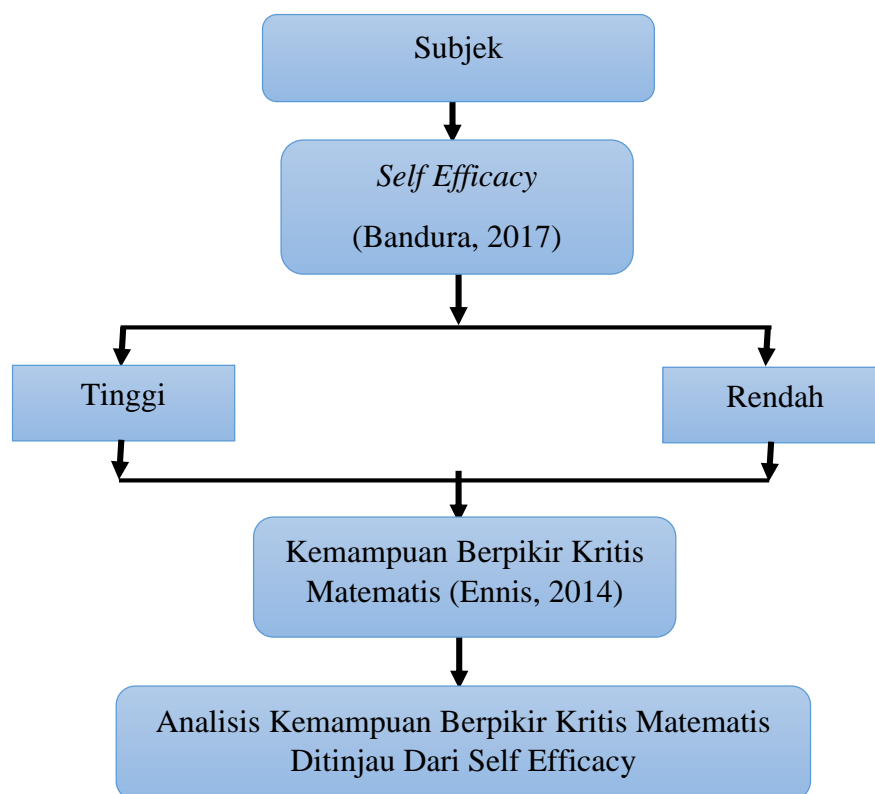 Subjek
Self Efficacy
(Bandura, 2017)
Tinggi
Rendah
Kemampuan Berpikir Kritis
Matematis (Ennis, 2014)
Analisis Kemampuan Berpikir Kritis Matematis
Ditinjau Dari Self Efficacy